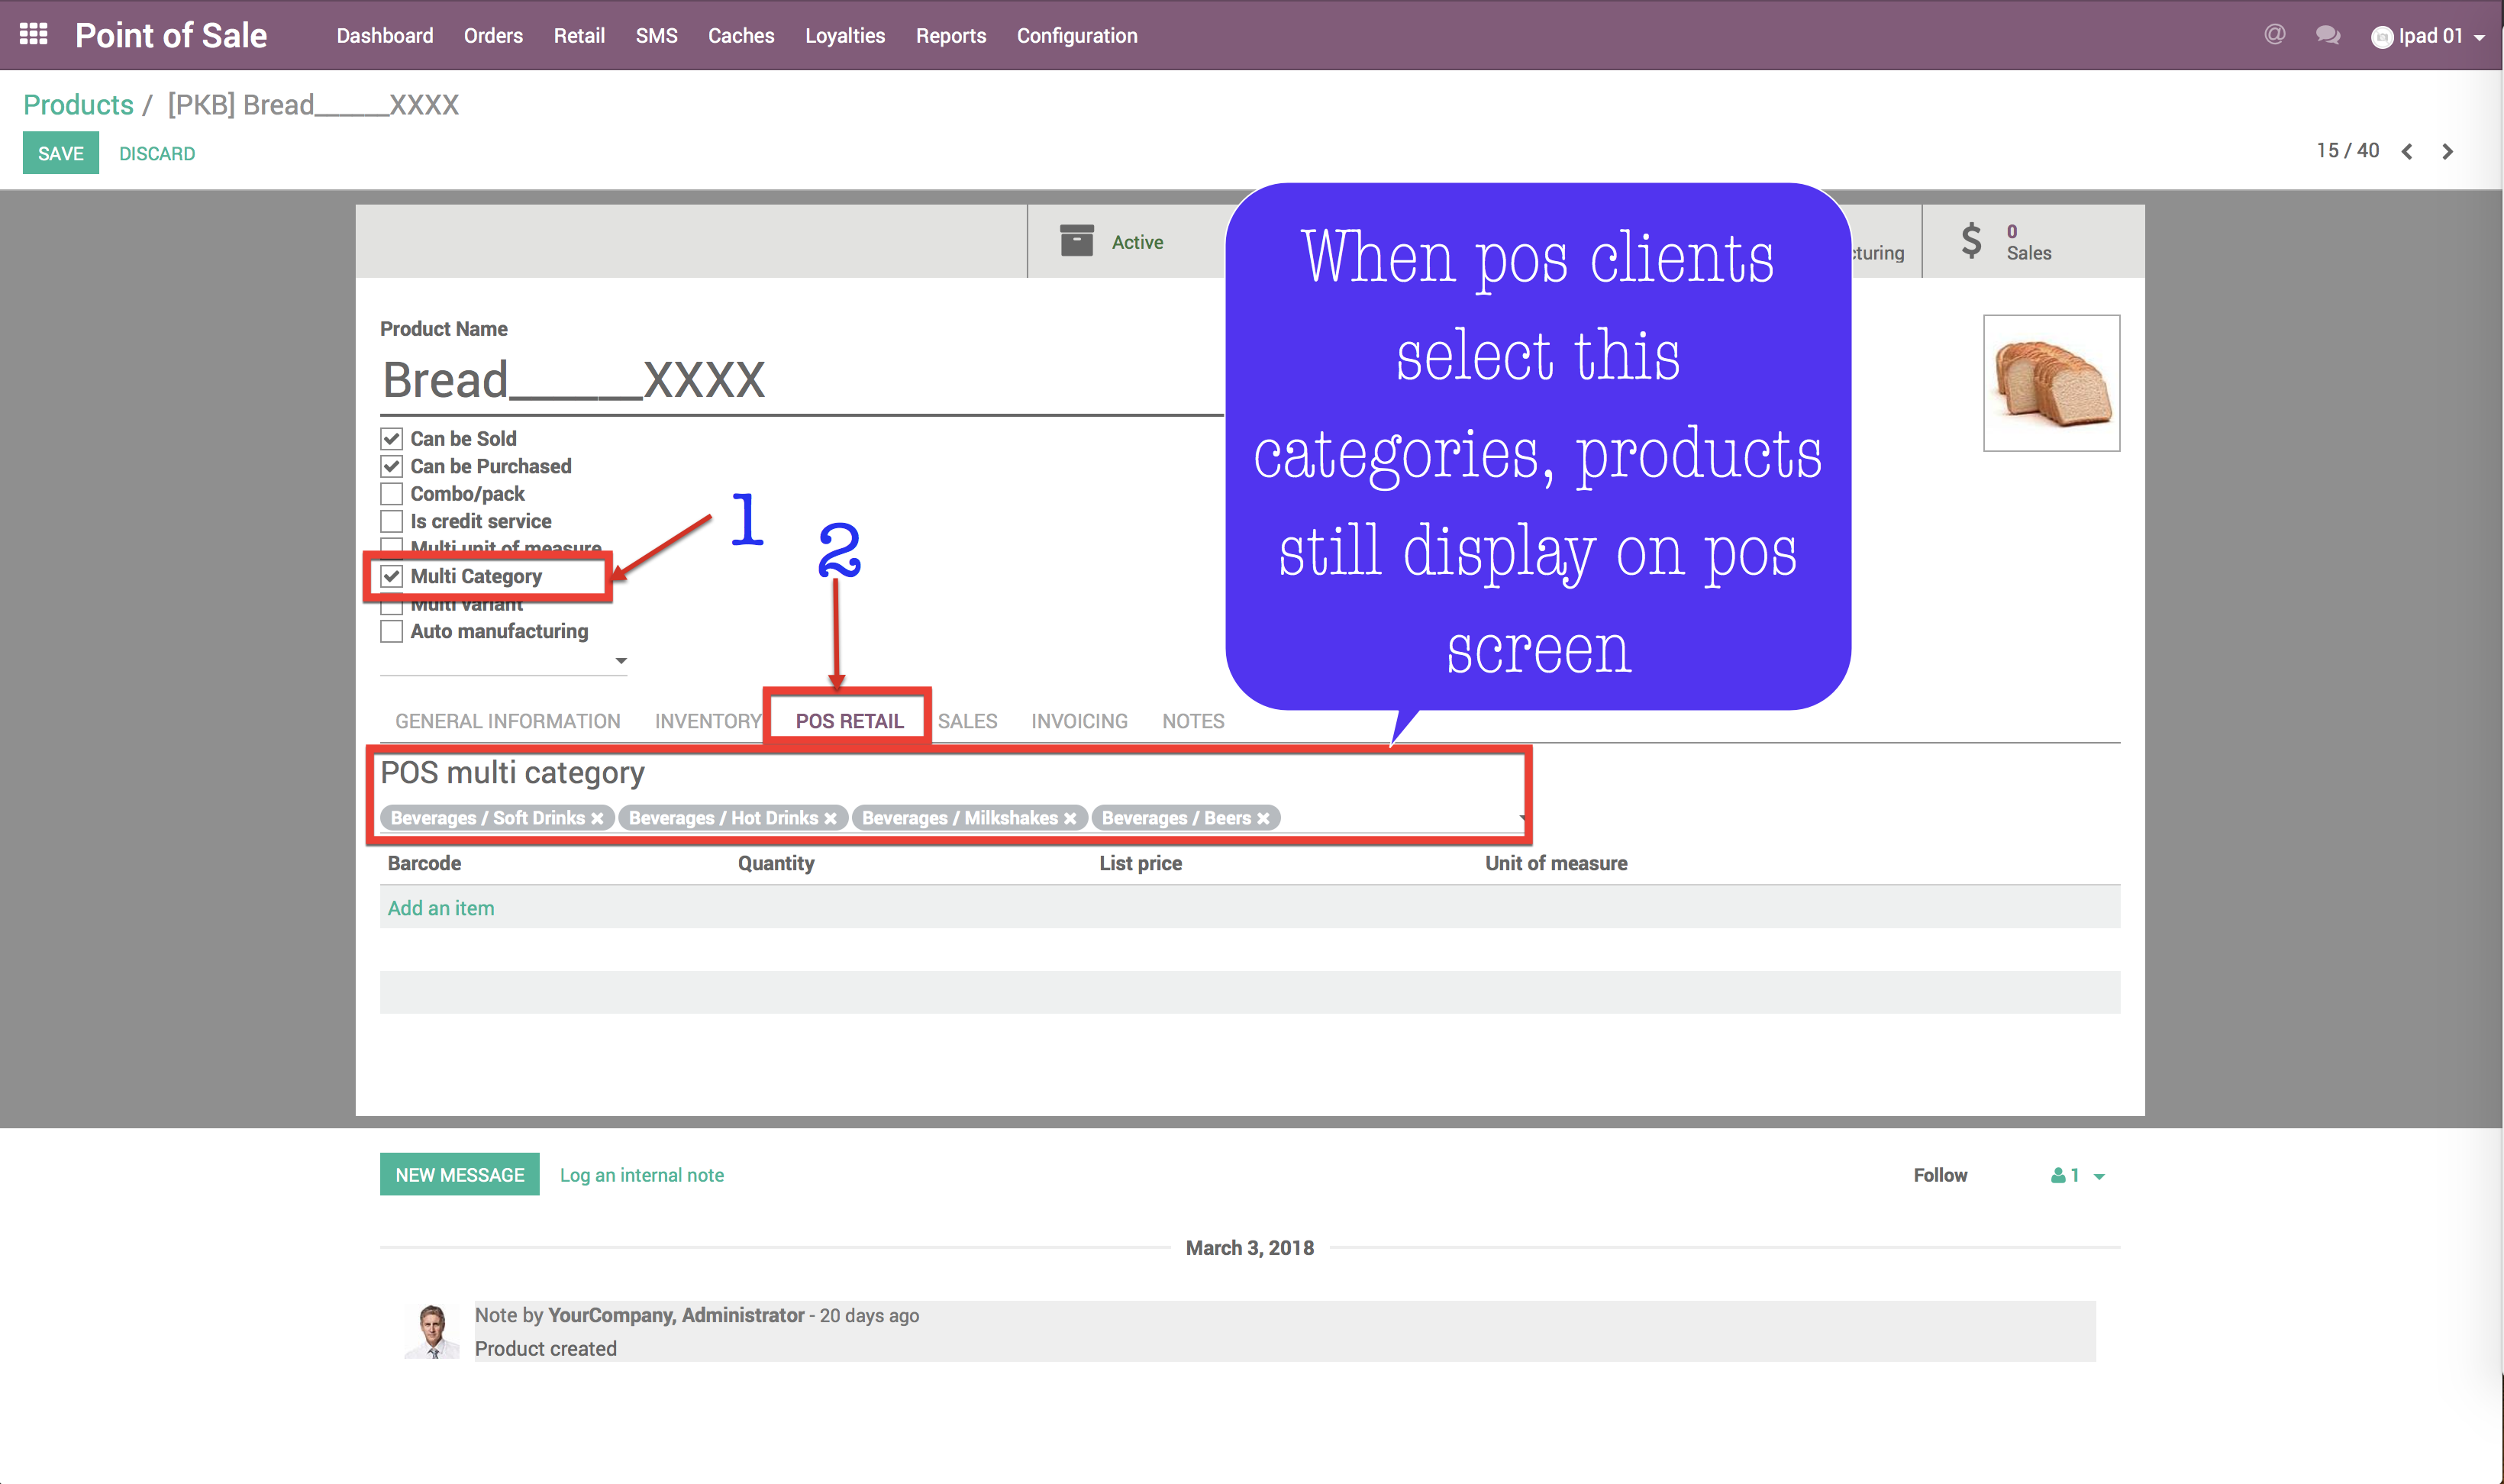 Point of Sale Dashboard Orders Retail SMS Caches Loyalties Reports Configuration @ Ipad 01
Products / [PKB] Bread______XXXX
SAVE DISCARD 15 / 40
Active
0
Sales
cturing
When pos clients
select this
categories, products
still display on pos
screen
Product Name
Bread______XXXX
Can be Sold
Can be Purchased
Combo/pack
Is credit service
Multi unit of measure
Multi Category
Multi variant
Auto manufacturing
1
2
GENERAL INFORMATION INVENTORY POS RETAIL SALES INVOICING NOTES
POS multi category
Beverages / Soft Drinks × Beverages / Hot Drinks × Beverages / Milkshakes × Beverages / Beers ×
Barcode Quantity List price Unit of measure
Add an item
NEW MESSAGE Log an internal note Follow 1
March 3, 2018
Note by YourCompany, Administrator - 20 days ago
Product created